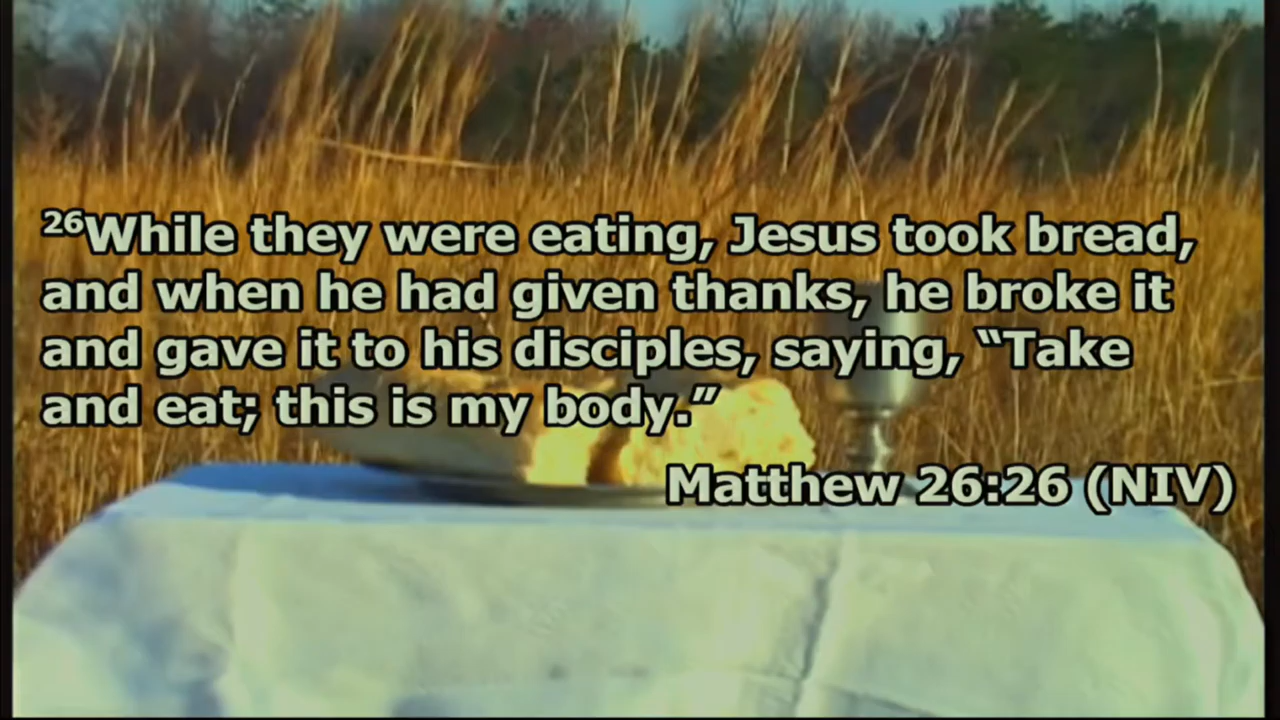 26While they were eating, Jesus took bread,
and when he had given thanks, he broke it
and gave it to his disciples, saying, “Take
and eat; this is my body.”
Matthew 26:26 (NIV)